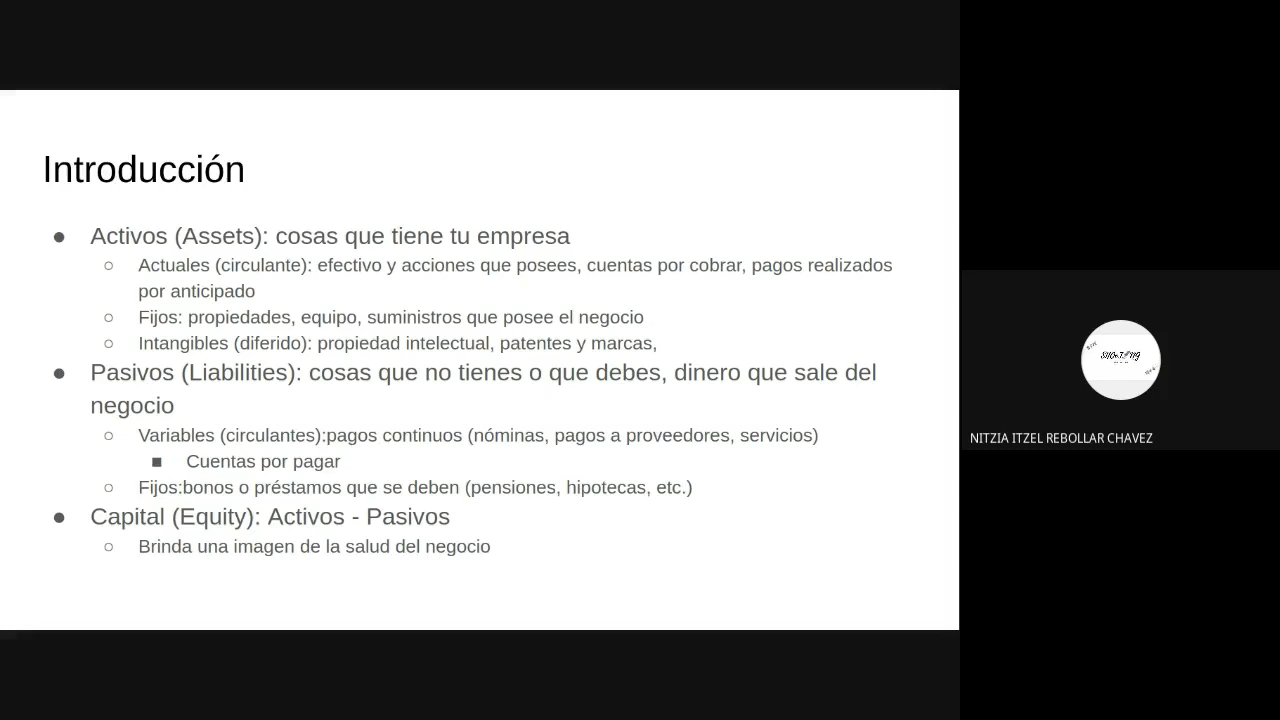 Introducción
● Activos (Assets): cosas que tiene tu empresa
○ Actuales (circulante): efectivo y acciones que posees, cuentas por cobrar, pagos realizados
por anticipado
○ Fijos: propiedades, equipo, suministros que posee el negocio
○ Intangibles (diferido): propiedad intelectual, patentes y marcas,
● Pasivos (Liabilities): cosas que no tienes o que debes, dinero que sale del
negocio
○ Variables (circulantes):pagos continuos (nóminas, pagos a proveedores, servicios)
■ Cuentas por pagar
○ Fijos:bonos o préstamos que se deben (pensiones, hipotecas, etc.)
● Capital (Equity): Activos - Pasivos
○ Brinda una imagen de la salud del negocio
NITZIA ITZEL REBOLLAR CHAVEZ